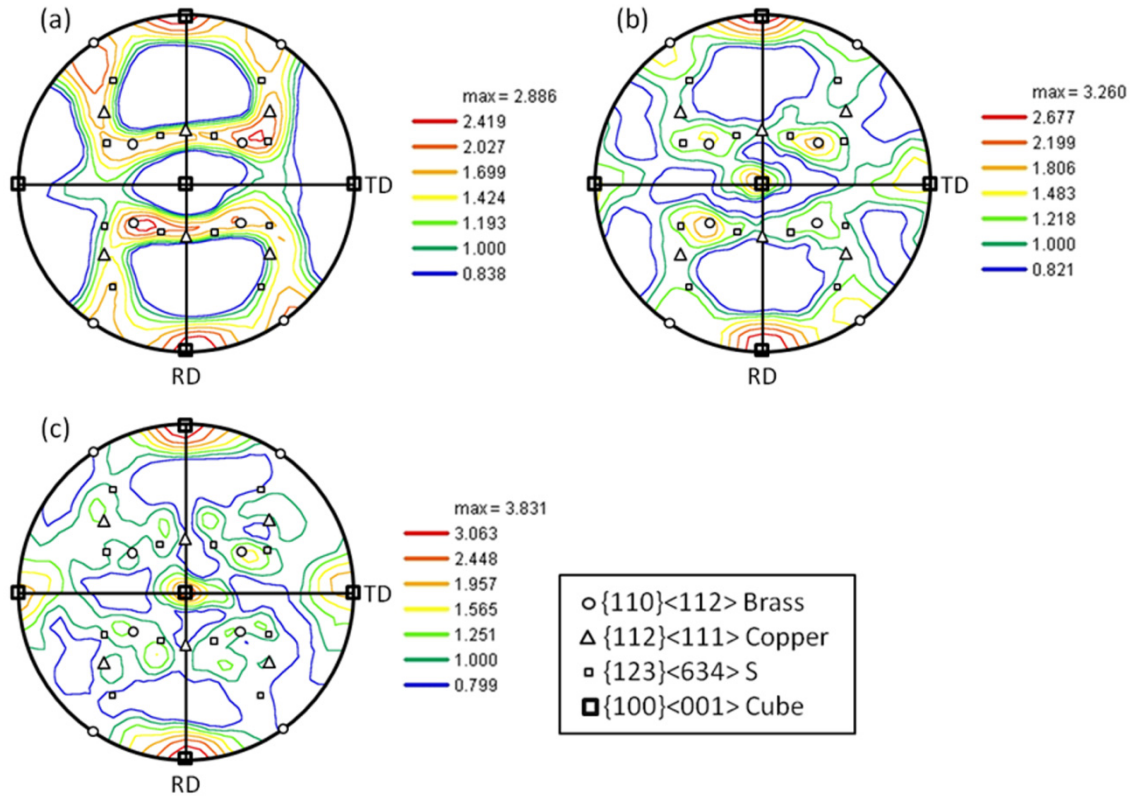 (a)
max = 2.886
2.419
2.027
1.699
1.424
1.193
1.000
0.838
TD
RD
(b)
max = 3.260
2.677
2.199
1.806
1.483
1.218
1.000
0.821
TD
RD
(c)
max = 3.831
3.063
2.448
1.957
1.565
1.251
1.000
0.799
TD
RD
{110}<112> Brass
{112}<111> Copper
{123}<634> S
{100}<001> Cube